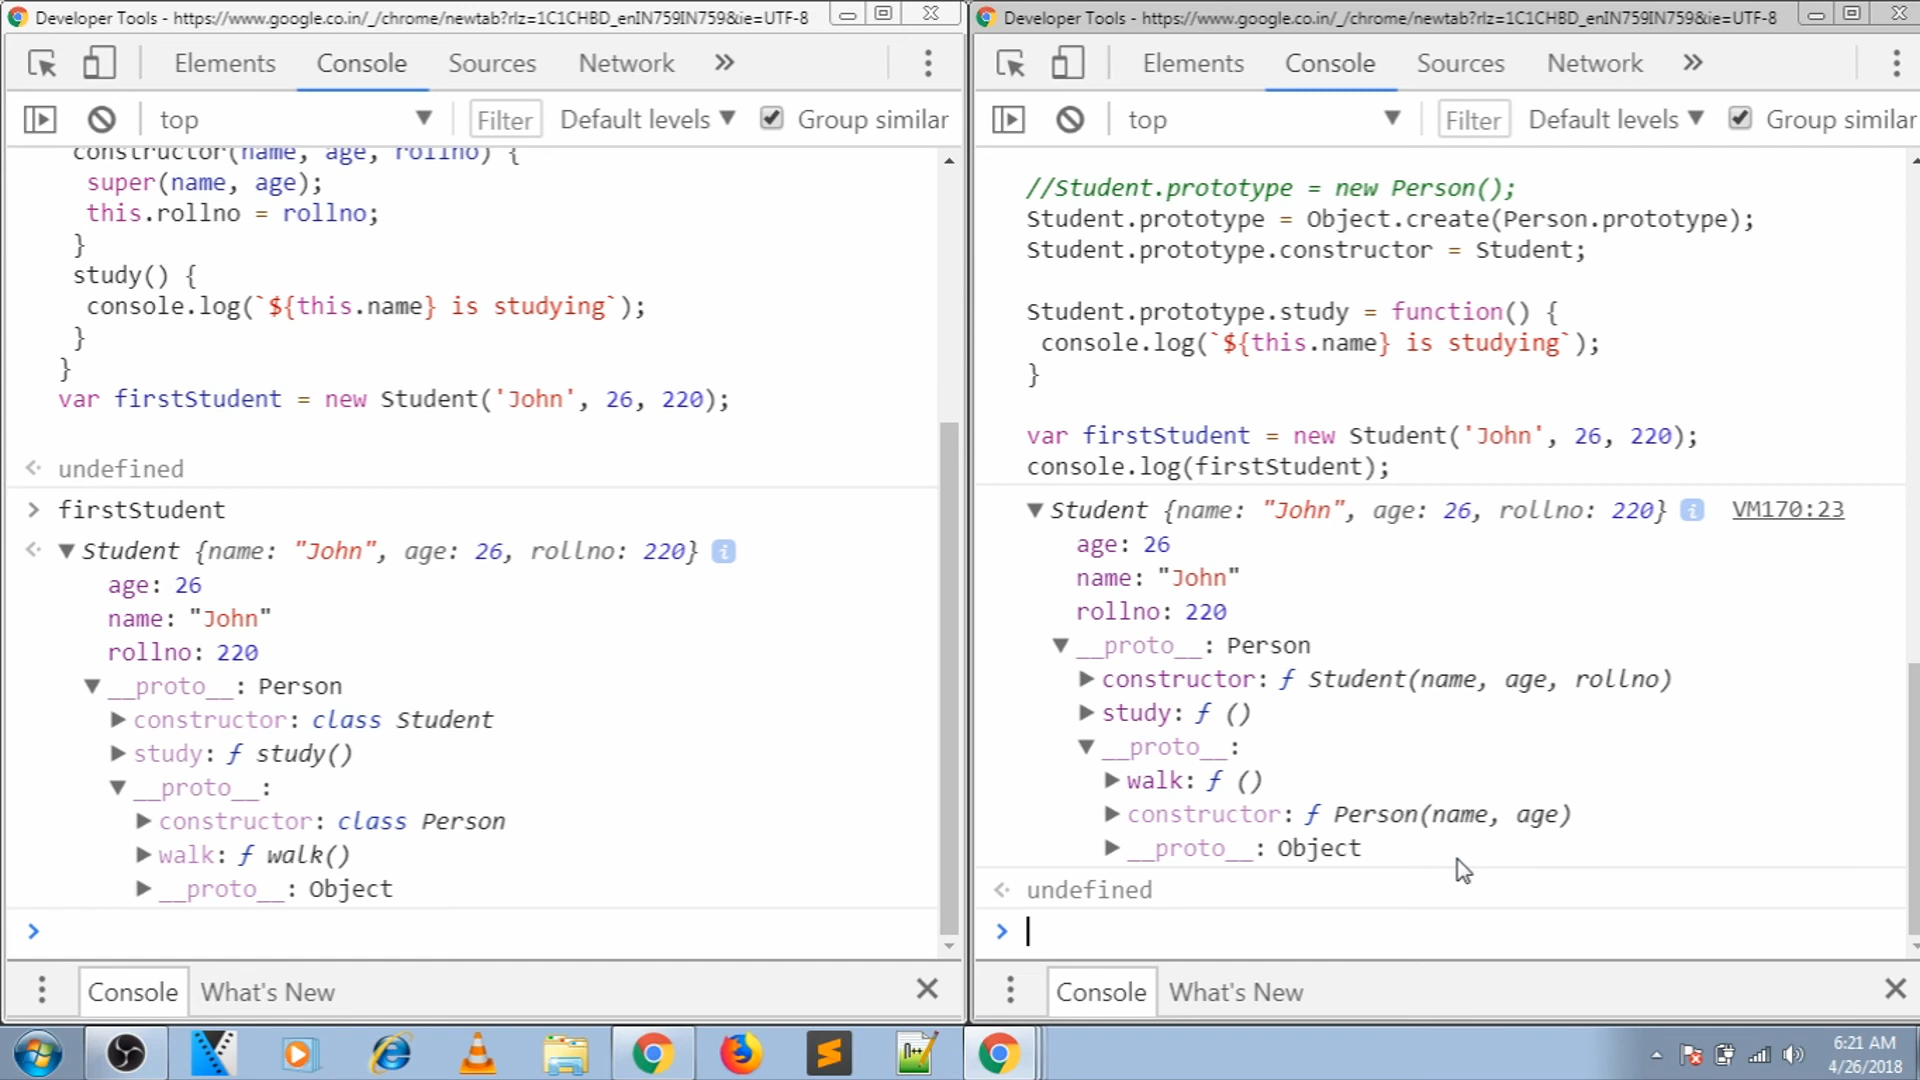 Developer Tools - https://www.google.co.in/_/chrome/newtab?rlz=1C1CHBD_enIN759IN759&ie=UTF-8
Elements Console Sources Network »
top Filter Default levels Group similar
constructor(name, age, rollno) {
super(name, age);
this.rollno = rollno;
}
study() {
console.log(`${this.name} is studying`);
}
}
var firstStudent = new Student('John', 26, 220);
undefined
firstStudent
Student {name: "John", age: 26, rollno: 220}
age: 26
name: "John"
rollno: 220
__proto__: Person
constructor: class Student
study: ƒ study()
__proto__:
constructor: class Person
walk: ƒ walk()
__proto__: Object
Console What's New
Developer Tools - https://www.google.co.in/_/chrome/newtab?rlz=1C1CHBD_enIN759IN759&ie=UTF-8
Elements Console Sources Network »
top Filter Default levels Group similar
//Student.prototype = new Person();
Student.prototype = Object.create(Person.prototype);
Student.prototype.constructor = Student;
Student.prototype.study = function() {
console.log(`${this.name} is studying`);
}
var firstStudent = new Student('John', 26, 220);
console.log(firstStudent);
Student {name: "John", age: 26, rollno: 220} i VM170:23
age: 26
name: "John"
rollno: 220
__proto__: Person
constructor: ƒ Student(name, age, rollno)
study: ƒ ()
__proto__:
walk: ƒ ()
constructor: ƒ Person(name, age)
__proto__: Object
undefined
Console What's New
6:21 AM
4/26/2018